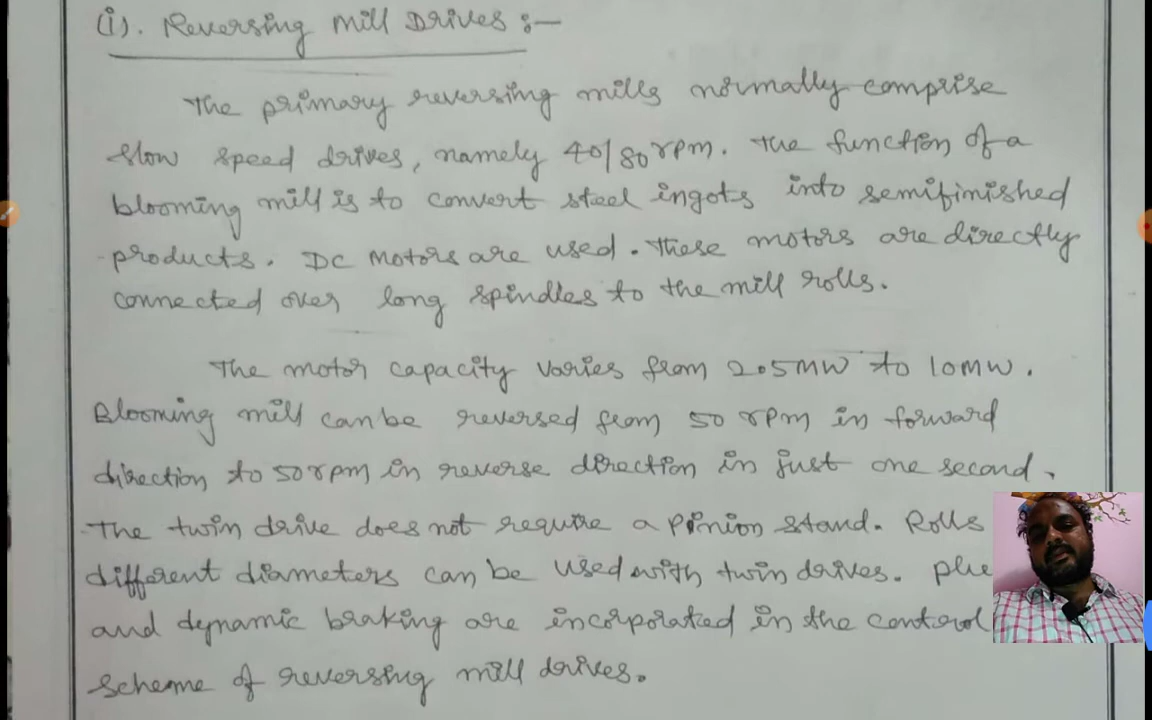 (i). Reversing Mill Drives :-
The primary reversing mills normally comprise
slow speed drives, namely 40/80 rpm. The function of a
blooming mill is to convert steel ingots into semifinished
products. DC Motors are used. These motors are directly
connected over long spindles to the mill rolls.
The motor capacity varies from 2.5MW to 10MW.
Blooming mill can be reversed from 50 rpm in forward
direction to 50 rpm in reverse direction in just one second.
The twin drive does not require a pinion stand. Rolls
different diameters can be used with twin drives.
and dynamic braking are incorporated in the control
scheme of reversing mill drives.